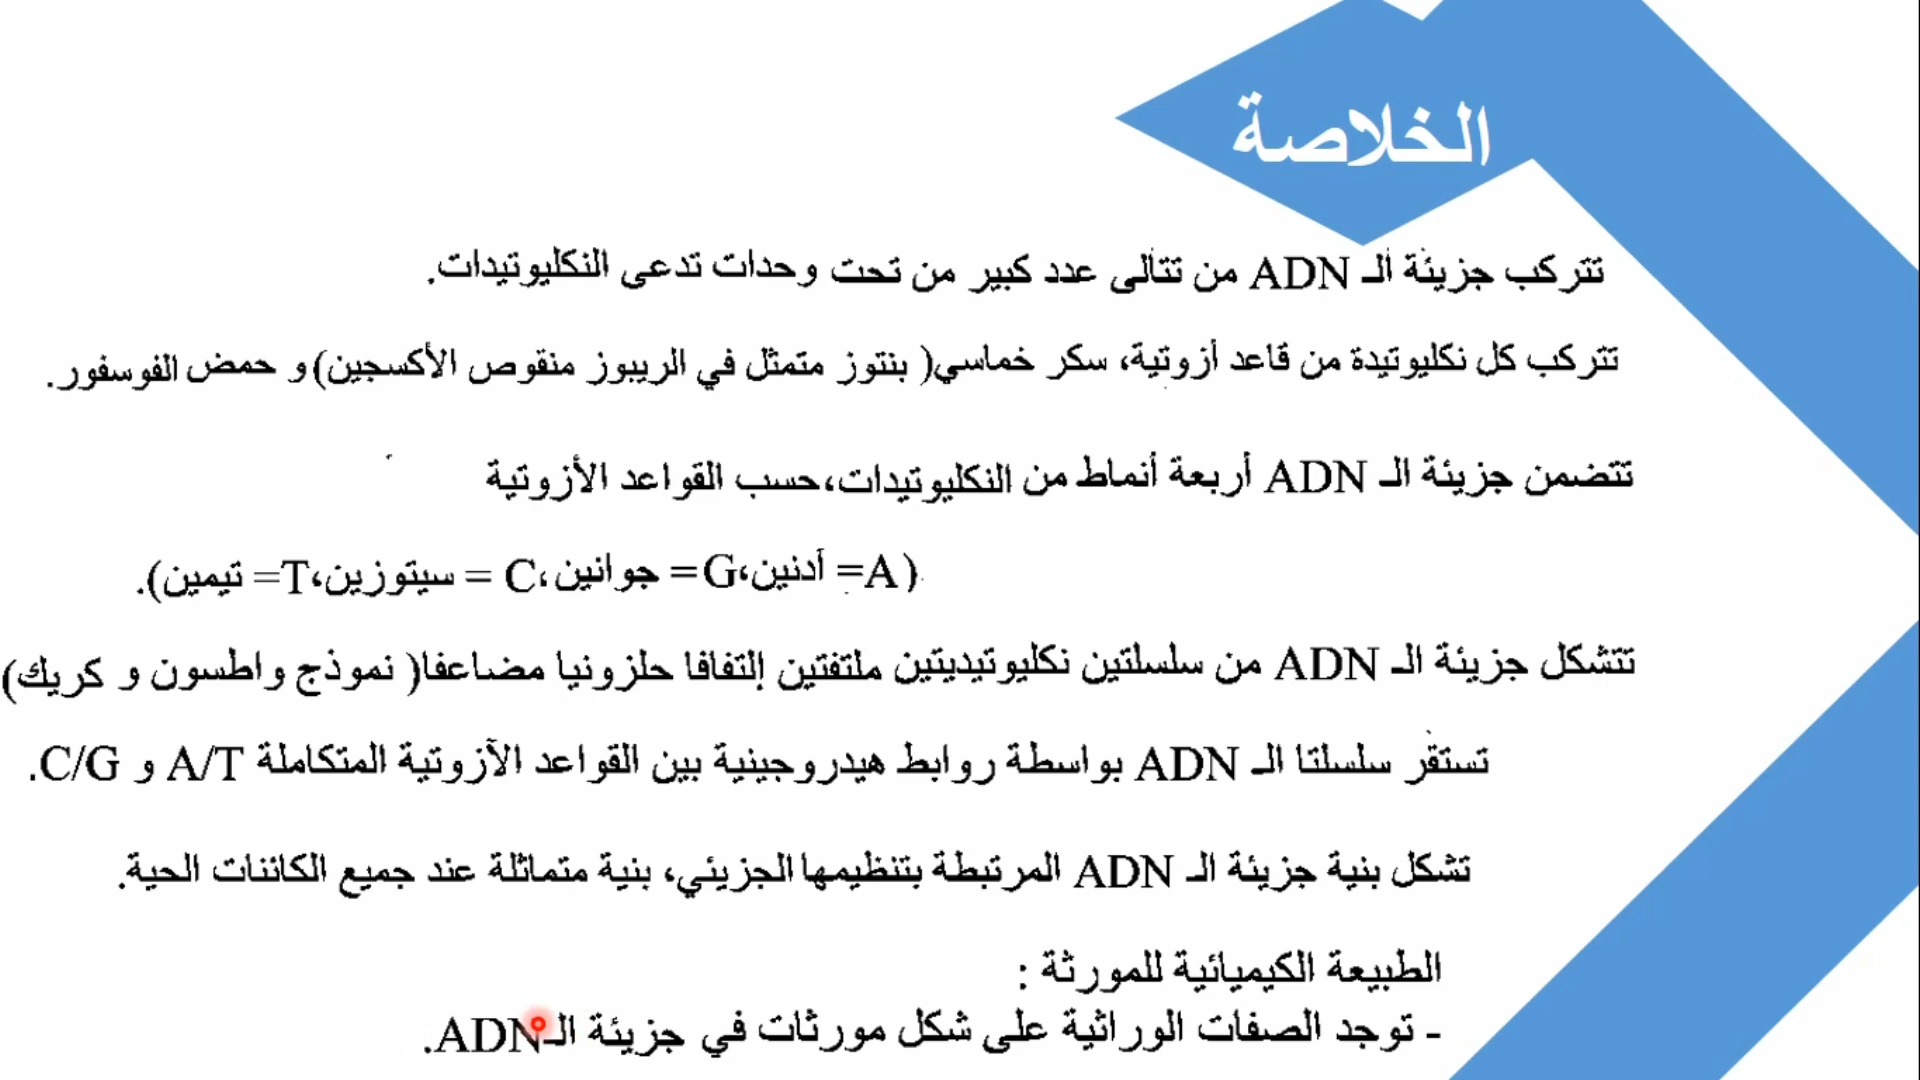 الخلاصة
تتركب جزيئة الـ ADN من تتالى عدد كبير من تحت وحدات تدعى النكليوتيدات.
تتركب كل نكليوتيدة من قاعد أزوتية، سكر خماسي( بنتوز متمثل في الريبوز منقوص الأكسجين)و حمض الفوسفور.
تتضمن جزيئة الـ ADN أربعة أنماط من النكليوتيدات،حسب القواعد الأزوتية
(A= أدنين،G= جوانين،C = سيتوزين،T= تيمين).
تتشكل جزيئة الـ ADN من سلسلتين نكليوتيديتين ملتفتين إلتفافا حلزونيا مضاعفا( نموذج واطسون و كريك)
تستقر سلسلتا الـ ADN بواسطة روابط هيدروجينية بين القواعد الآزوتية المتكاملة A/T و C/G.
تشكل بنية جزيئة الـ ADN المرتبطة بتنظيمها الجزيئي، بنية متماثلة عند جميع الكائنات الحية.
الطبيعة الكيميائية للمورثة :
- توجد الصفات الوراثية على شكل مورثات في جزيئة الـADN.